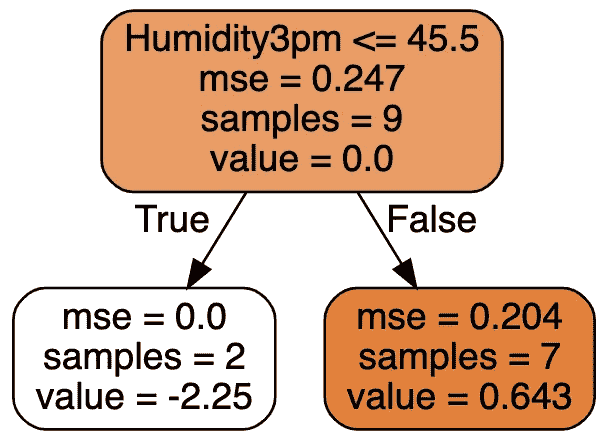 Humidity3pm <= 45.5
mse = 0.247
samples = 9
value = 0.0
True
False
mse = 0.0
samples = 2
value = -2.25
mse = 0.204
samples = 7
value = 0.643